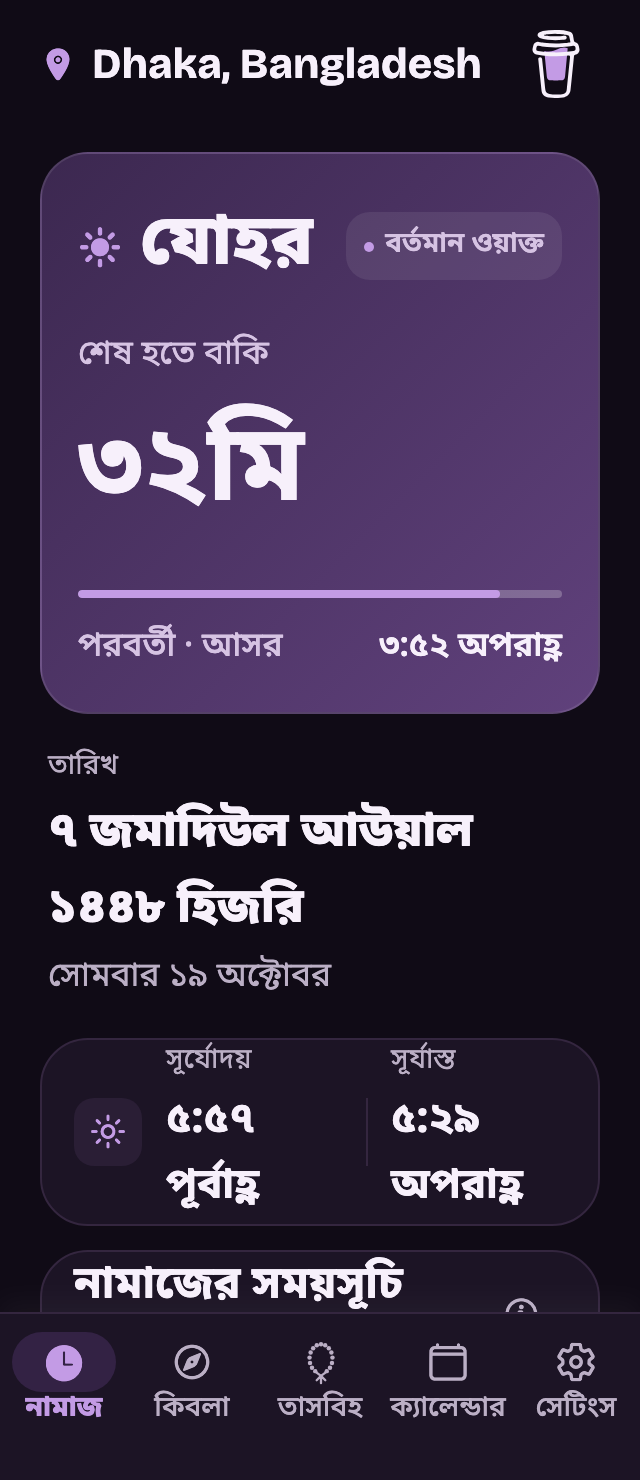 Dhaka, Bangladesh
যোহর
বর্তমান ওয়াক্ত
শেষ হতে বাকি
৩২মি
পরবর্তী · আসর
৩:৫২ অপরাহ্ণ
তারিখ
৭ জমাদিউল আউয়াল
১৪৪৮ হিজরি
সোমবার ১৯ অক্টোবর
সূর্যোদয়
৫:৫৭
পূর্বাহ্ণ
সূর্যাস্ত
৫:২৯
অপরাহ্ণ
নামাজের সময়সূচি
নামাজ
কিবলা
তাসবিহ
ক্যালেন্ডার
সেটিংস